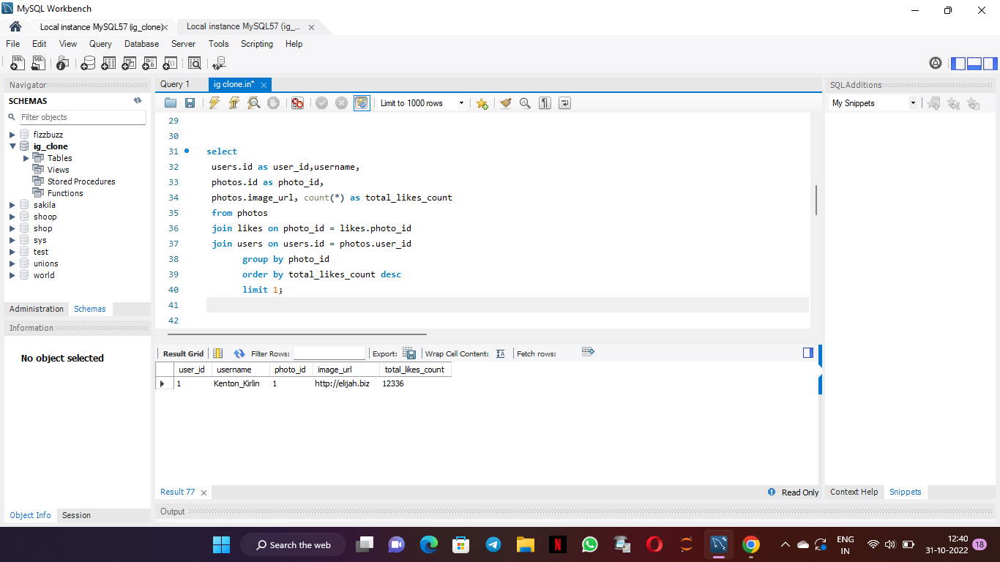 MySQL Workbench
Local instance MySQL57 (ig_clone)
Local instance MySQL57 (ig_...
File Edit View Query Database Server Tools Scripting Help
Navigator
SCHEMAS
Filter objects
fizzbuzz
ig_clone
Tables
Views
Stored Procedures
Functions
sakila
shoop
shop
sys
test
unions
world
Administration Schemas
Information
No object selected
Object Info Session
Query 1
ig clone.in*
Limit to 1000 rows
29
30
31 select
32 users.id as user_id,username,
33 photos.id as photo_id,
34 photos.image_url, count(*) as total_likes_count
35 from photos
36 join likes on photo_id = likes.photo_id
37 join users on users.id = photos.user_id
38 group by photo_id
39 order by total_likes_count desc
40 limit 1;
41
42
Result Grid Filter Rows: Export: Wrap Cell Content: Fetch rows:
user_id username photo_id image_url total_likes_count
1 Kenton_Kirlin 1 http://elijah.biz 12336
Result 77
Read Only
Output
SQLAdditions
My Snippets
Context Help Snippets
Search the web
ENG
IN
12:40
31-10-2022
18